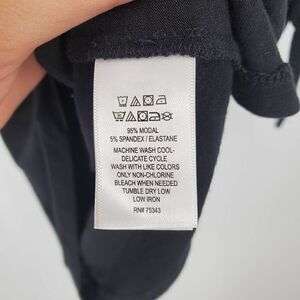 95% MODAL
5% SPANDEX / ELASTANE
MACHINE WASH COOL-
DELICATE CYCLE
WASH WITH LIKE COLORS
ONLY NON-CHLORINE
BLEACH WHEN NEEDED
TUMBLE DRY LOW
LOW IRON
RN# 75343